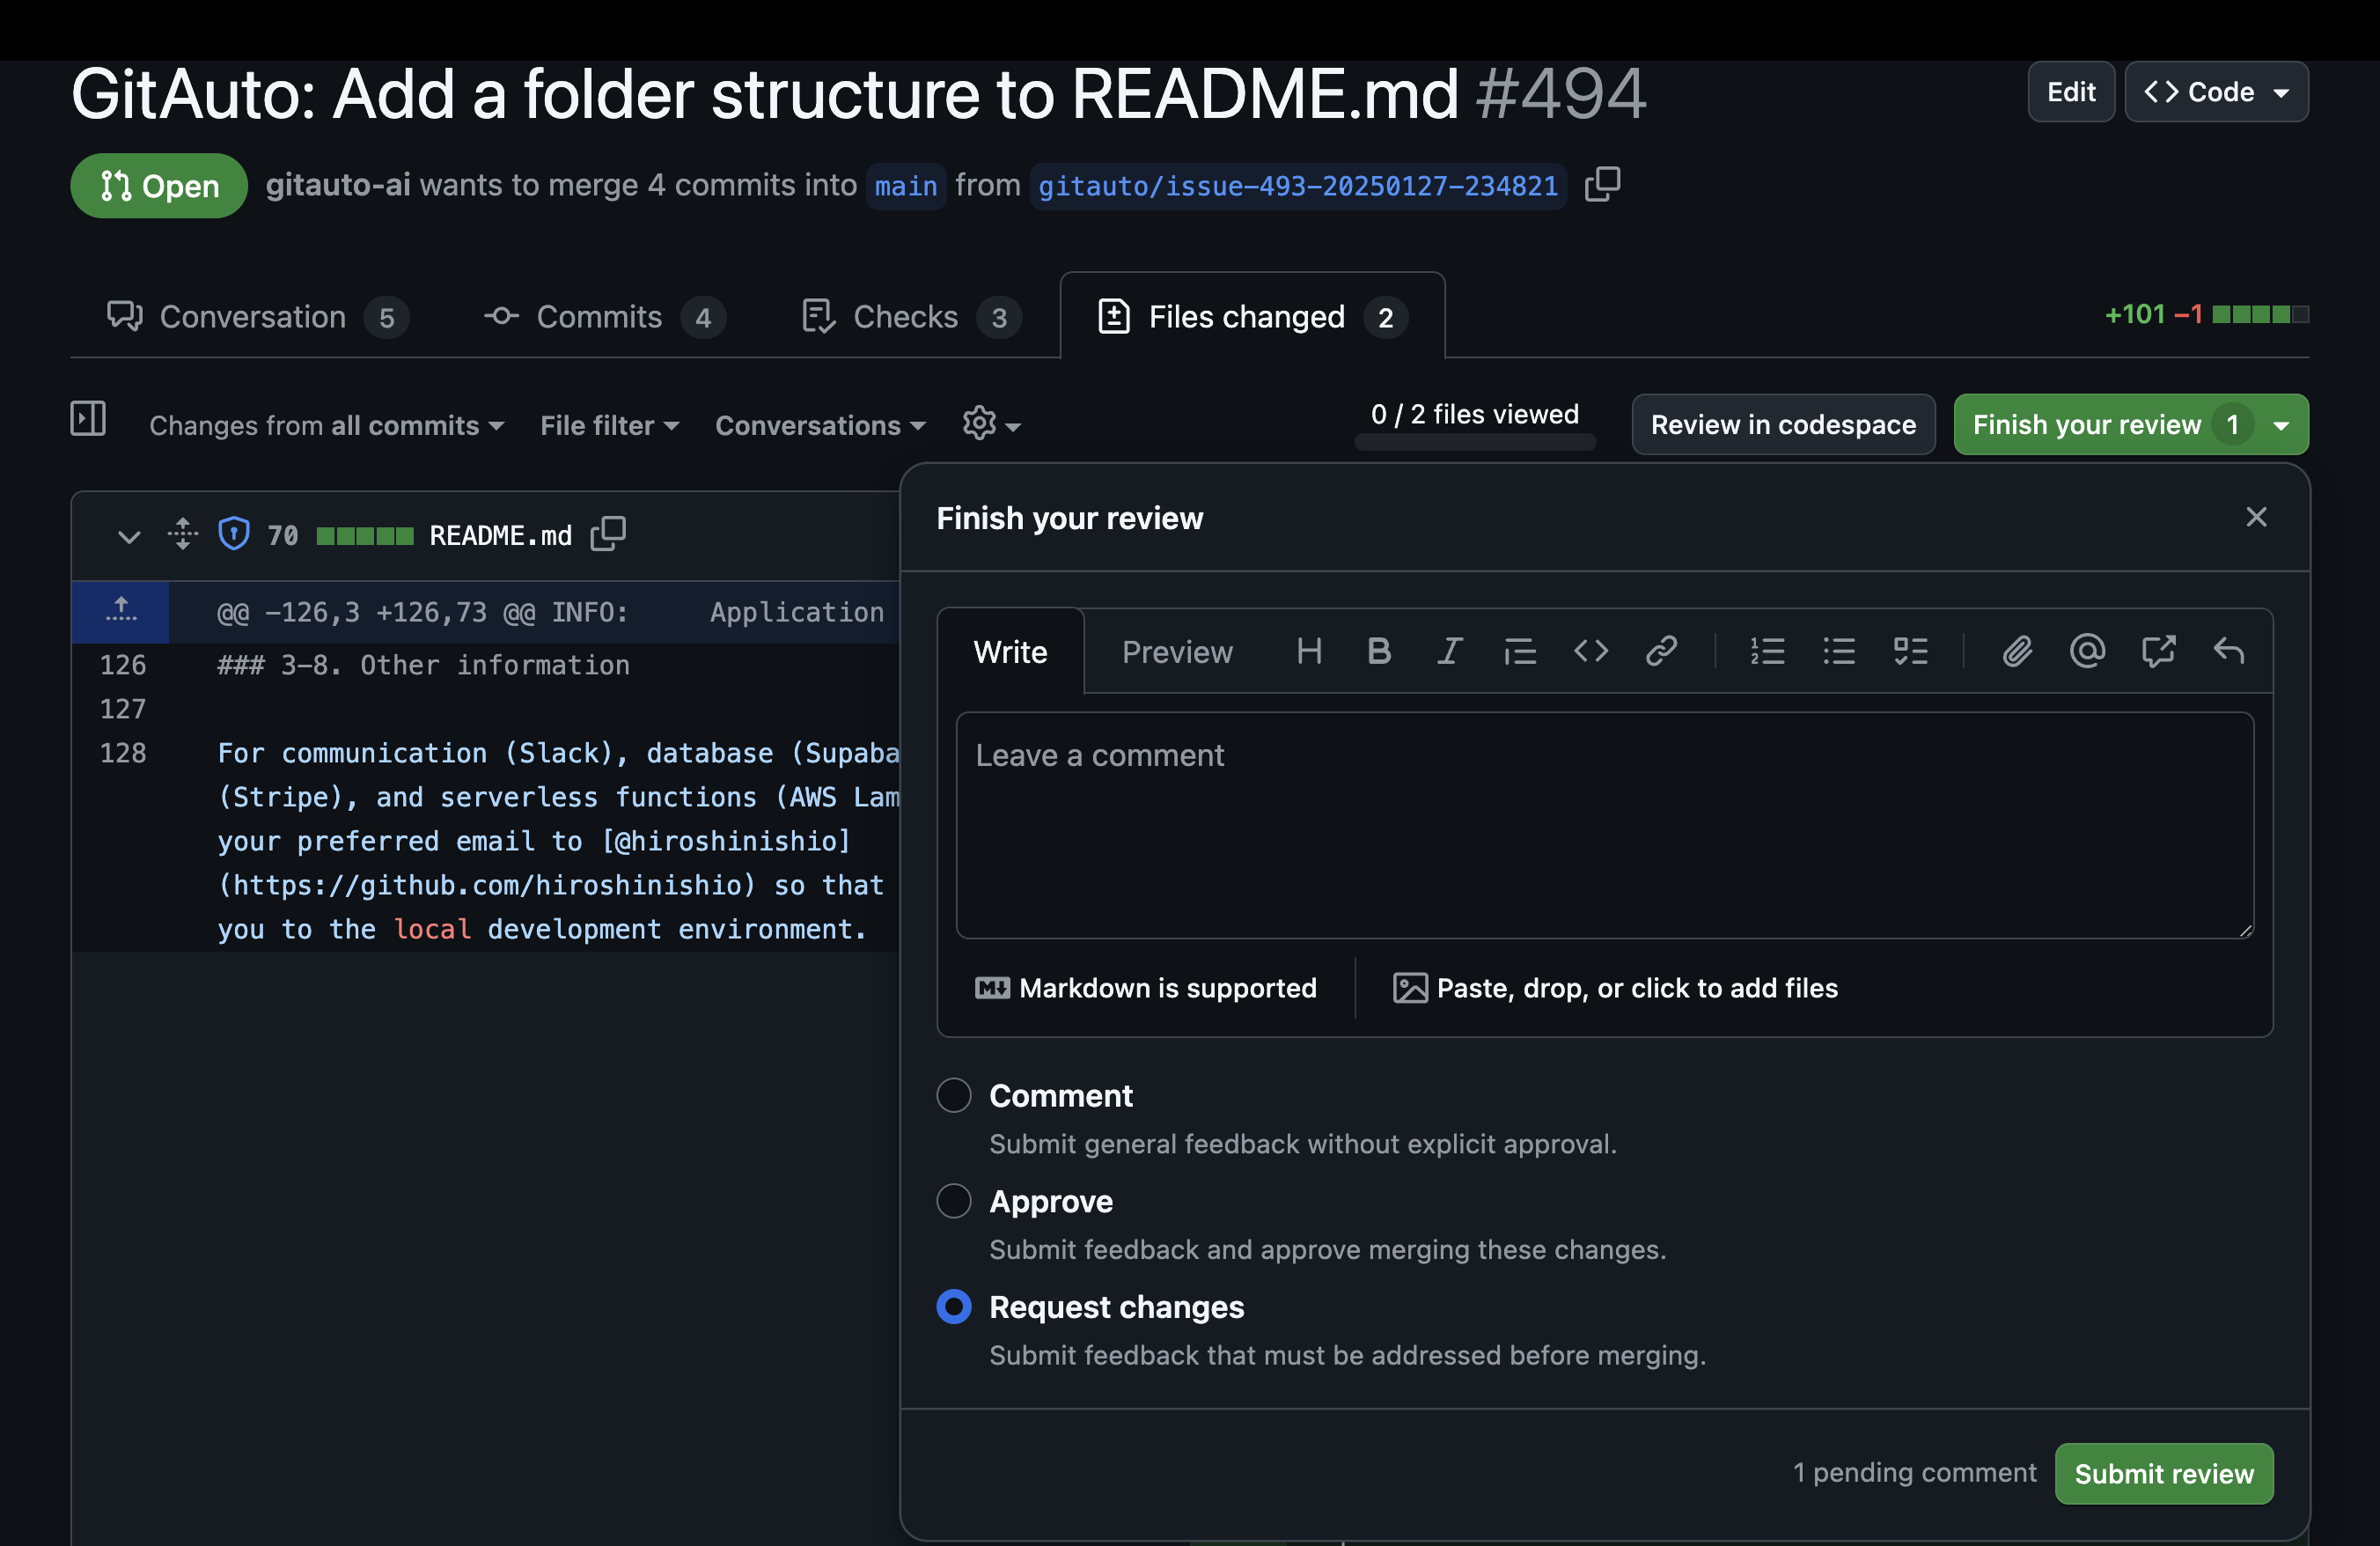 GitAuto: Add a folder structure to README.md #494
Edit
Code
Open
gitauto-ai wants to merge 4 commits into main from gitauto/issue-493-20250127-234821
Conversation 5
Commits 4
Checks 3
Files changed 2
+101 −1
Changes from all commits
File filter
Conversations
0 / 2 files viewed
Review in codespace
Finish your review 1
70 README.md
@@ -126,3 +126,73 @@ INFO: Application
126 ### 3-8. Other information
127
128 For communication (Slack), database (Supaba
(Stripe), and serverless functions (AWS Lam
your preferred email to [@hiroshinishio]
(https://github.com/hiroshinishio) so that
you to the local development environment.
Finish your review
Write
Preview
Leave a comment
Markdown is supported
Paste, drop, or click to add files
Comment
Submit general feedback without explicit approval.
Approve
Submit feedback and approve merging these changes.
Request changes
Submit feedback that must be addressed before merging.
1 pending comment
Submit review